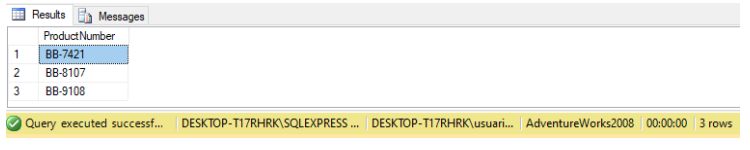 Results Messages
ProductNumber
1 BB-7421
2 BB-8107
3 BB-9108
Query executed successf... DESKTOP-T17RHRK\SQLEXPRESS ... DESKTOP-T17RHRK\usuari... AdventureWorks2008 00:00:00 3 rows